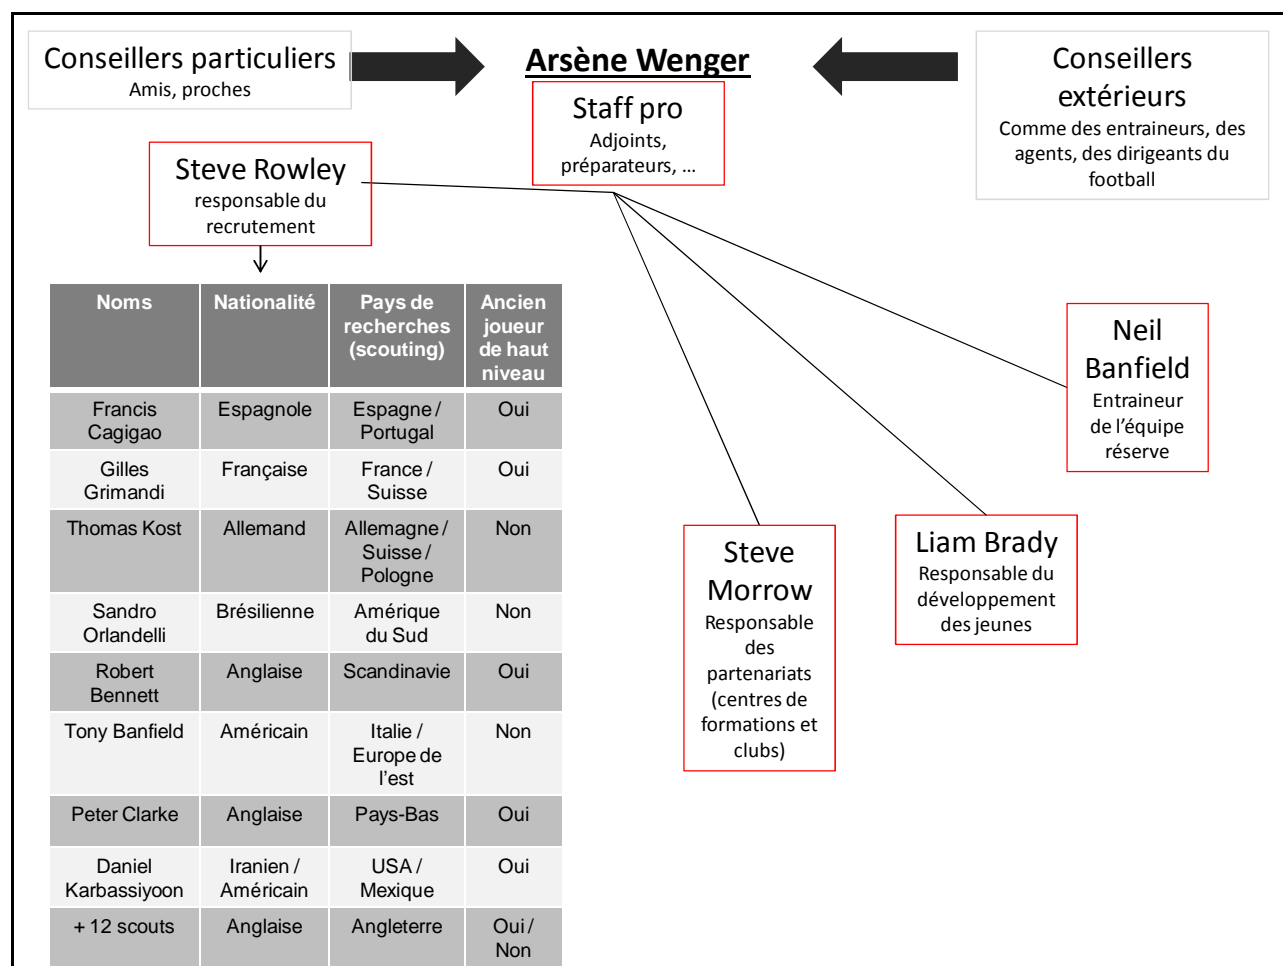 Conseillers particuliers
Amis, proches
Arsène Wenger
Staff pro
Adjoints,
préparateurs, ...
Conseillers
extérieurs
Comme des entraineurs, des
agents, des dirigeants du
football
Steve Rowley
responsable du
recrutement
Noms
Nationalité
Pays de
recherches
(scouting)
Ancien
joueur
de haut
niveau
Francis
Cagigao
Espagnole
Espagne /
Portugal
Oui
Gilles
Grimandi
Française
France /
Suisse
Oui
Thomas Kost
Allemand
Allemagne /
Suisse /
Pologne
Non
Sandro
Orlandelli
Brésilienne
Amérique
du Sud
Non
Robert
Bennett
Anglaise
Scandinavie
Oui
Tony Banfield
Américain
Italie /
Europe de
l'est
Non
Peter Clarke
Anglaise
Pays-Bas
Oui
Daniel
Karbassiyoon
Iranien /
Américain
USA /
Mexique
Oui
+ 12 scouts
Anglaise
Angleterre
Oui /
Non
Steve
Morrow
Responsable
des
partenariats
(centres de
formations et
clubs)
Liam Brady
Responsable du
développement
des jeunes
Neil
Banfield
Entraineur
de l'équipe
réserve